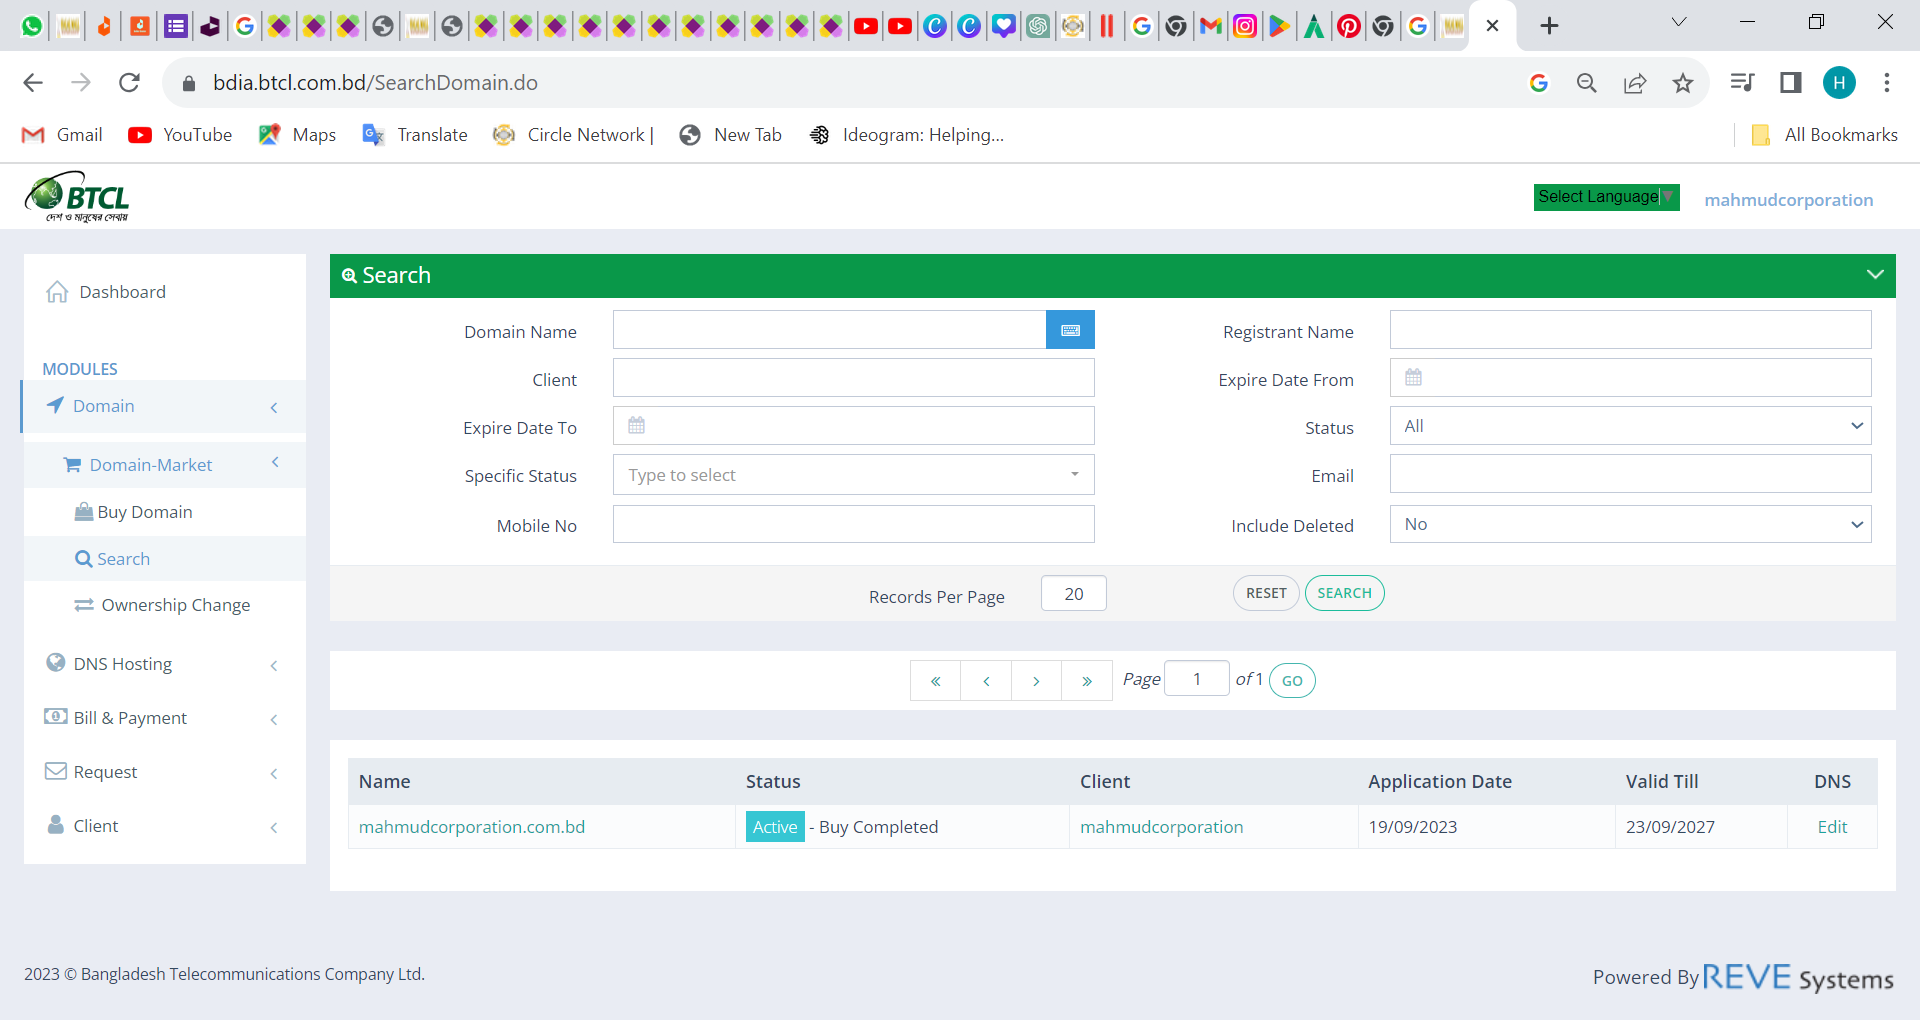 bdia.btcl.com.bd/SearchDomain.do
H
Gmail YouTube Maps Translate Circle Network | New Tab Ideogram: Helping... All Bookmarks
BTCL
দেশ ও মানুষের সেবায়
Select Language ▼ mahmudcorporation
Dashboard
MODULES
Domain
Domain-Market
Buy Domain
Search
Ownership Change
DNS Hosting
Bill & Payment
Request
Client
Search
Domain Name Registrant Name
Client Expire Date From
Expire Date To Status All
Specific Status Type to select Email
Mobile No Include Deleted No
Records Per Page 20 RESET SEARCH
« < > » Page 1 of 1 GO
Name Status Client Application Date Valid Till DNS
mahmudcorporation.com.bd Active - Buy Completed mahmudcorporation 19/09/2023 23/09/2027 Edit
2023 © Bangladesh Telecommunications Company Ltd.
Powered By REVE Systems